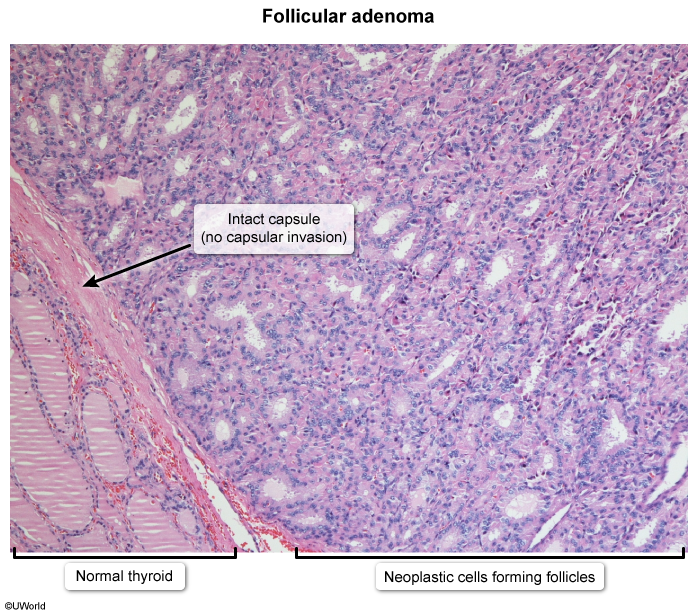 Follicular adenoma
Intact capsule
(no capsular invasion)
Normal thyroid
Neoplastic cells forming follicles
©UWorld